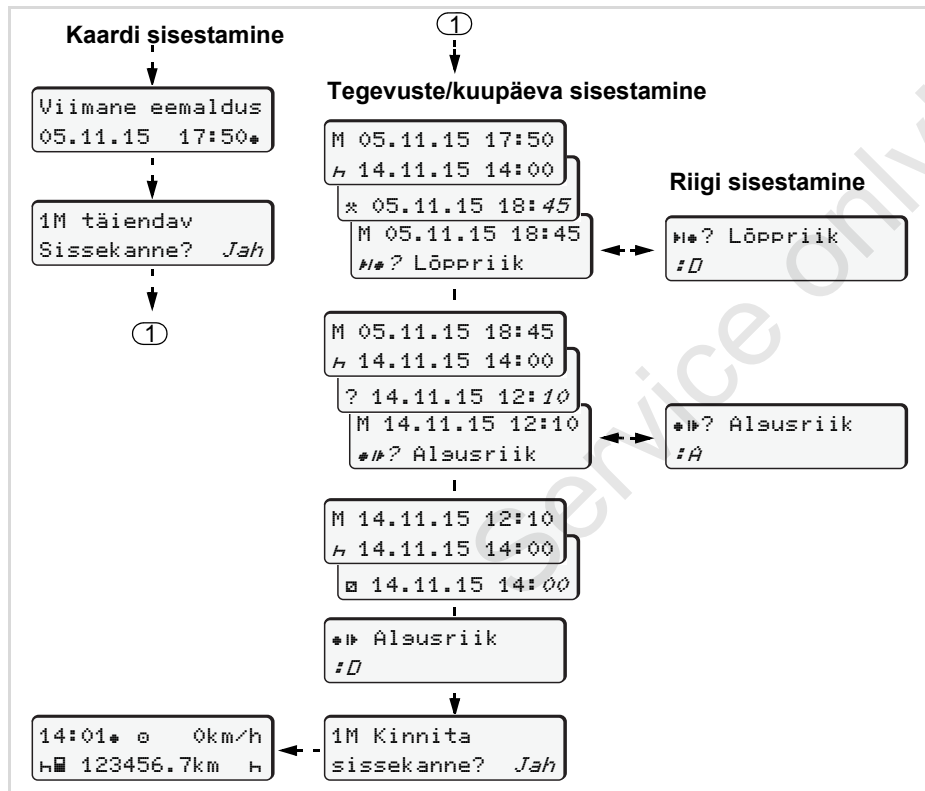 Kaardi sisestamine
Viimane eemaldus
05.11.15 17:50
1M täiendav
Sissekanne? Jah
1
1
Tegevuste/kuupäeva sisestamine
M 05.11.15 17:50
14.11.15 14:00
05.11.15 18:45
M 05.11.15 18:45
? Lõppriik
Riigi sisestamine
? Lõppriik
:D
M 05.11.15 18:45
14.11.15 14:00
? 14.11.15 12:10
M 14.11.15 12:10
? Algusriik
? Algusriik
:A
M 14.11.15 12:10
14.11.15 14:00
14.11.15 14:00
Algusriik
:D
1M Kinnita
sissekanne? Jah
14:01 0km/h
123456.7km
Service only